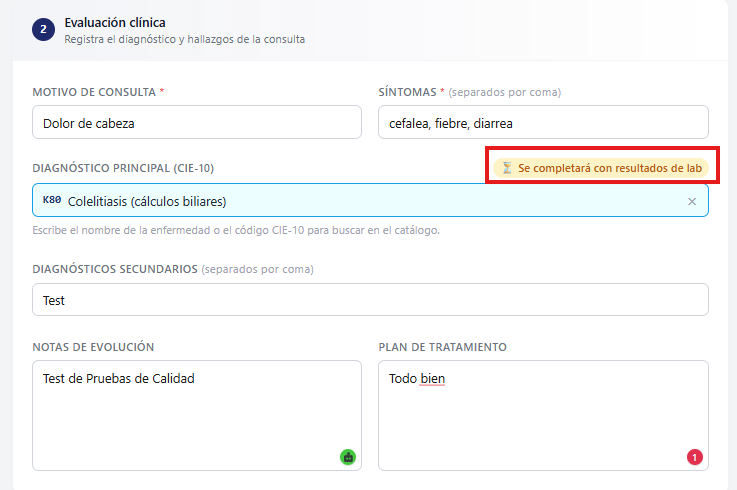 2
Evaluación clínica
Registra el diagnóstico y hallazgos de la consulta
MOTIVO DE CONSULTA *
Dolor de cabeza
SÍNTOMAS * (separados por coma)
cefalea, fiebre, diarrea
DIAGNÓSTICO PRINCIPAL (CIE-10)
⏳ Se completará con resultados de lab
K80 Colelitiasis (cálculos biliares) ×
Escribe el nombre de la enfermedad o el código CIE-10 para buscar en el catálogo.
DIAGNÓSTICOS SECUNDARIOS (separados por coma)
Test
NOTAS DE EVOLUCIÓN
Test de Pruebas de Calidad
PLAN DE TRATAMIENTO
Todo bien
1